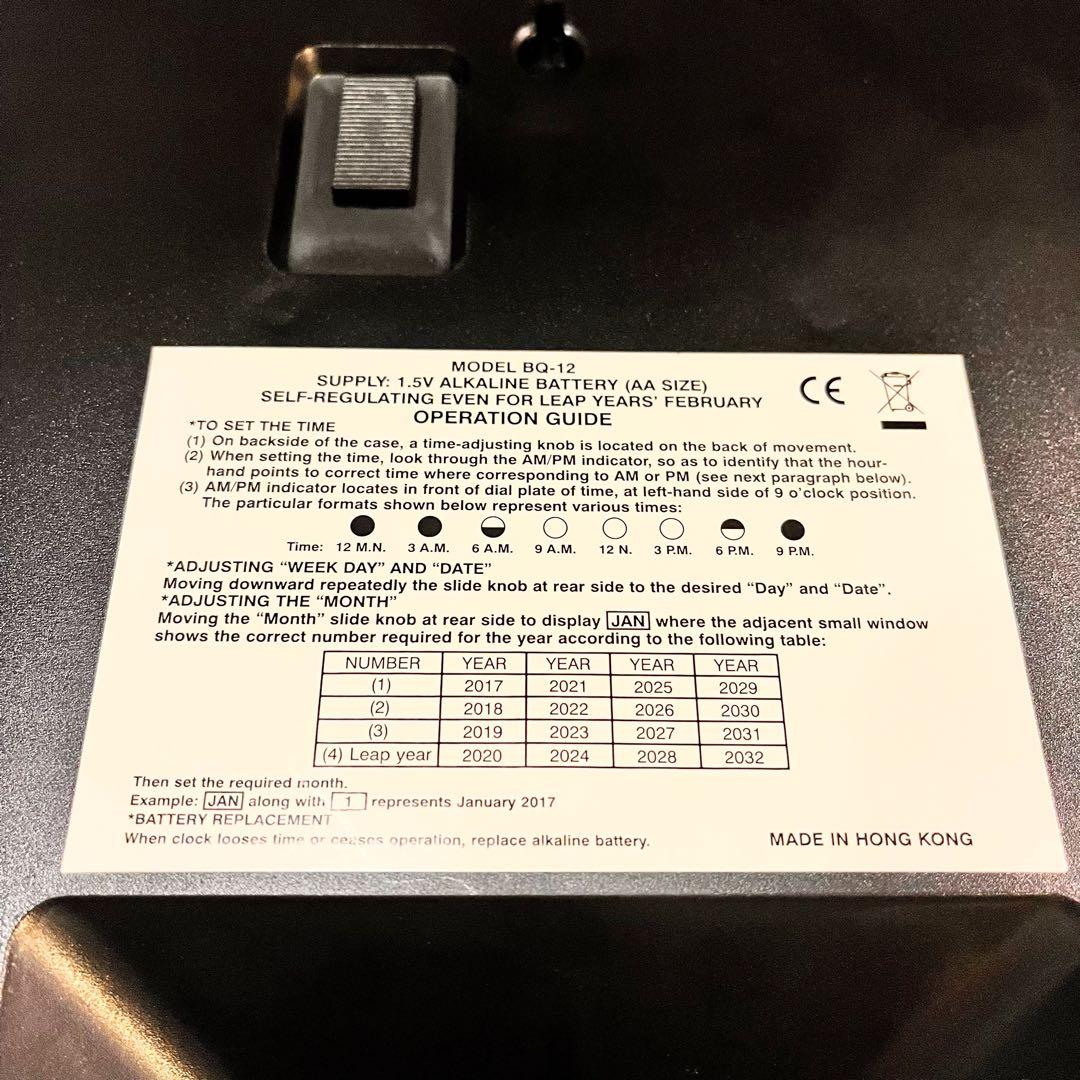 MODEL BQ-12
SUPPLY: 1.5V ALKALINE BATTERY (AA SIZE)
SELF-REGULATING EVEN FOR LEAP YEARS' FEBRUARY
CE
OPERATION GUIDE
*TO SET THE TIME
(1) On backside of the case, a time-adjusting knob is located on the back of movement.
(2) When setting the time, look through the AM/PM indicator, so as to identify that the hour-
hand points to correct time where corresponding to AM or PM (see next paragraph below).
(3) AM/PM indicator locates in front of dial plate of time, at left-hand side of 9 o'clock position.
The particular formats shown below represent various times:
Time: 12 M.N. 3 A.M. 6 A.M. 9 A.M. 12 N. 3 P.M. 6 P.M. 9 P.M.
*ADJUSTING "WEEK DAY" AND "DATE"
Moving downward repeatedly the slide knob at rear side to the desired "Day" and "Date".
*ADJUSTING THE "MONTH"
Moving the "Month" slide knob at rear side to display JAN where the adjacent small window
shows the correct number required for the year according to the following table:
NUMBER YEAR YEAR YEAR YEAR
(1) 2017 2021 2025 2029
(2) 2018 2022 2026 2030
(3) 2019 2023 2027 2031
(4) Leap year 2020 2024 2028 2032
Then set the required month.
Example: JAN along with 1 represents January 2017
*BATTERY REPLACEMENT
When clock looses time or ceases operation, replace alkaline battery.
MADE IN HONG KONG